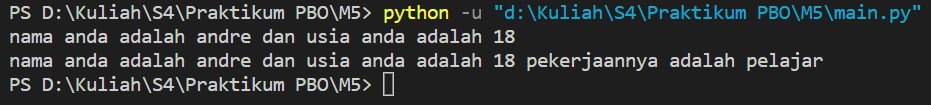 PS D:\Kuliah\S4\Praktikum PBO\M5> python -u "d:\Kuliah\S4\Praktikum PBO\M5\main.py"
nama anda adalah andre dan usia anda adalah 18
nama anda adalah andre dan usia anda adalah 18 pekerjaannya adalah pelajar
PS D:\Kuliah\S4\Praktikum PBO\M5>